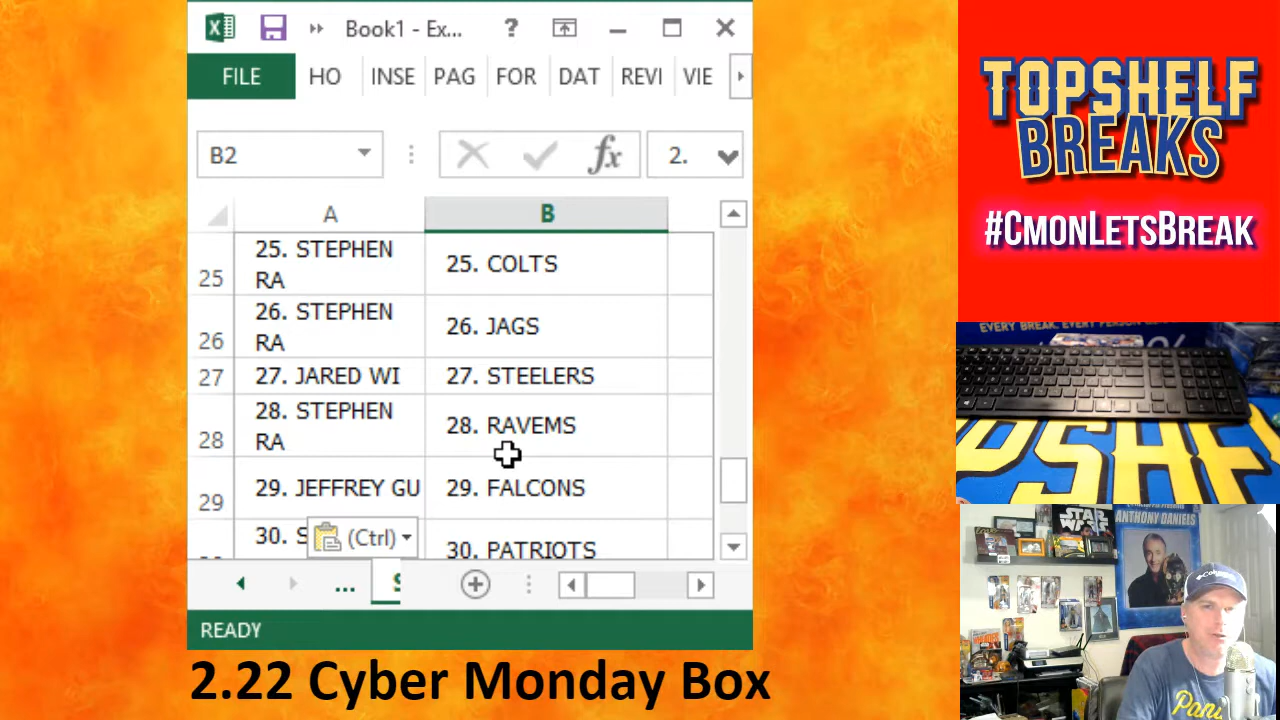 Book1 - Ex...
?
FILE HO INSE PAG FOR DAT REVI VIE
B2 fx 2.
A B
25 25. STEPHEN RA 25. COLTS
26 26. STEPHEN RA 26. JAGS
27 27. JARED WI 27. STEELERS
28 28. STEPHEN RA 28. RAVEMS
29 29. JEFFREY GU 29. FALCONS
30. S 30. PATRIOTS
(Ctrl)
...
READY
2.22 Cyber Monday Box
TOPSHELF
BREAKS
#CmonLetsBreak
EVERY BREAK. EVERY PERSON
TOPSHELF
STAR
WARS
ANTHONY DANIELS
Columbia